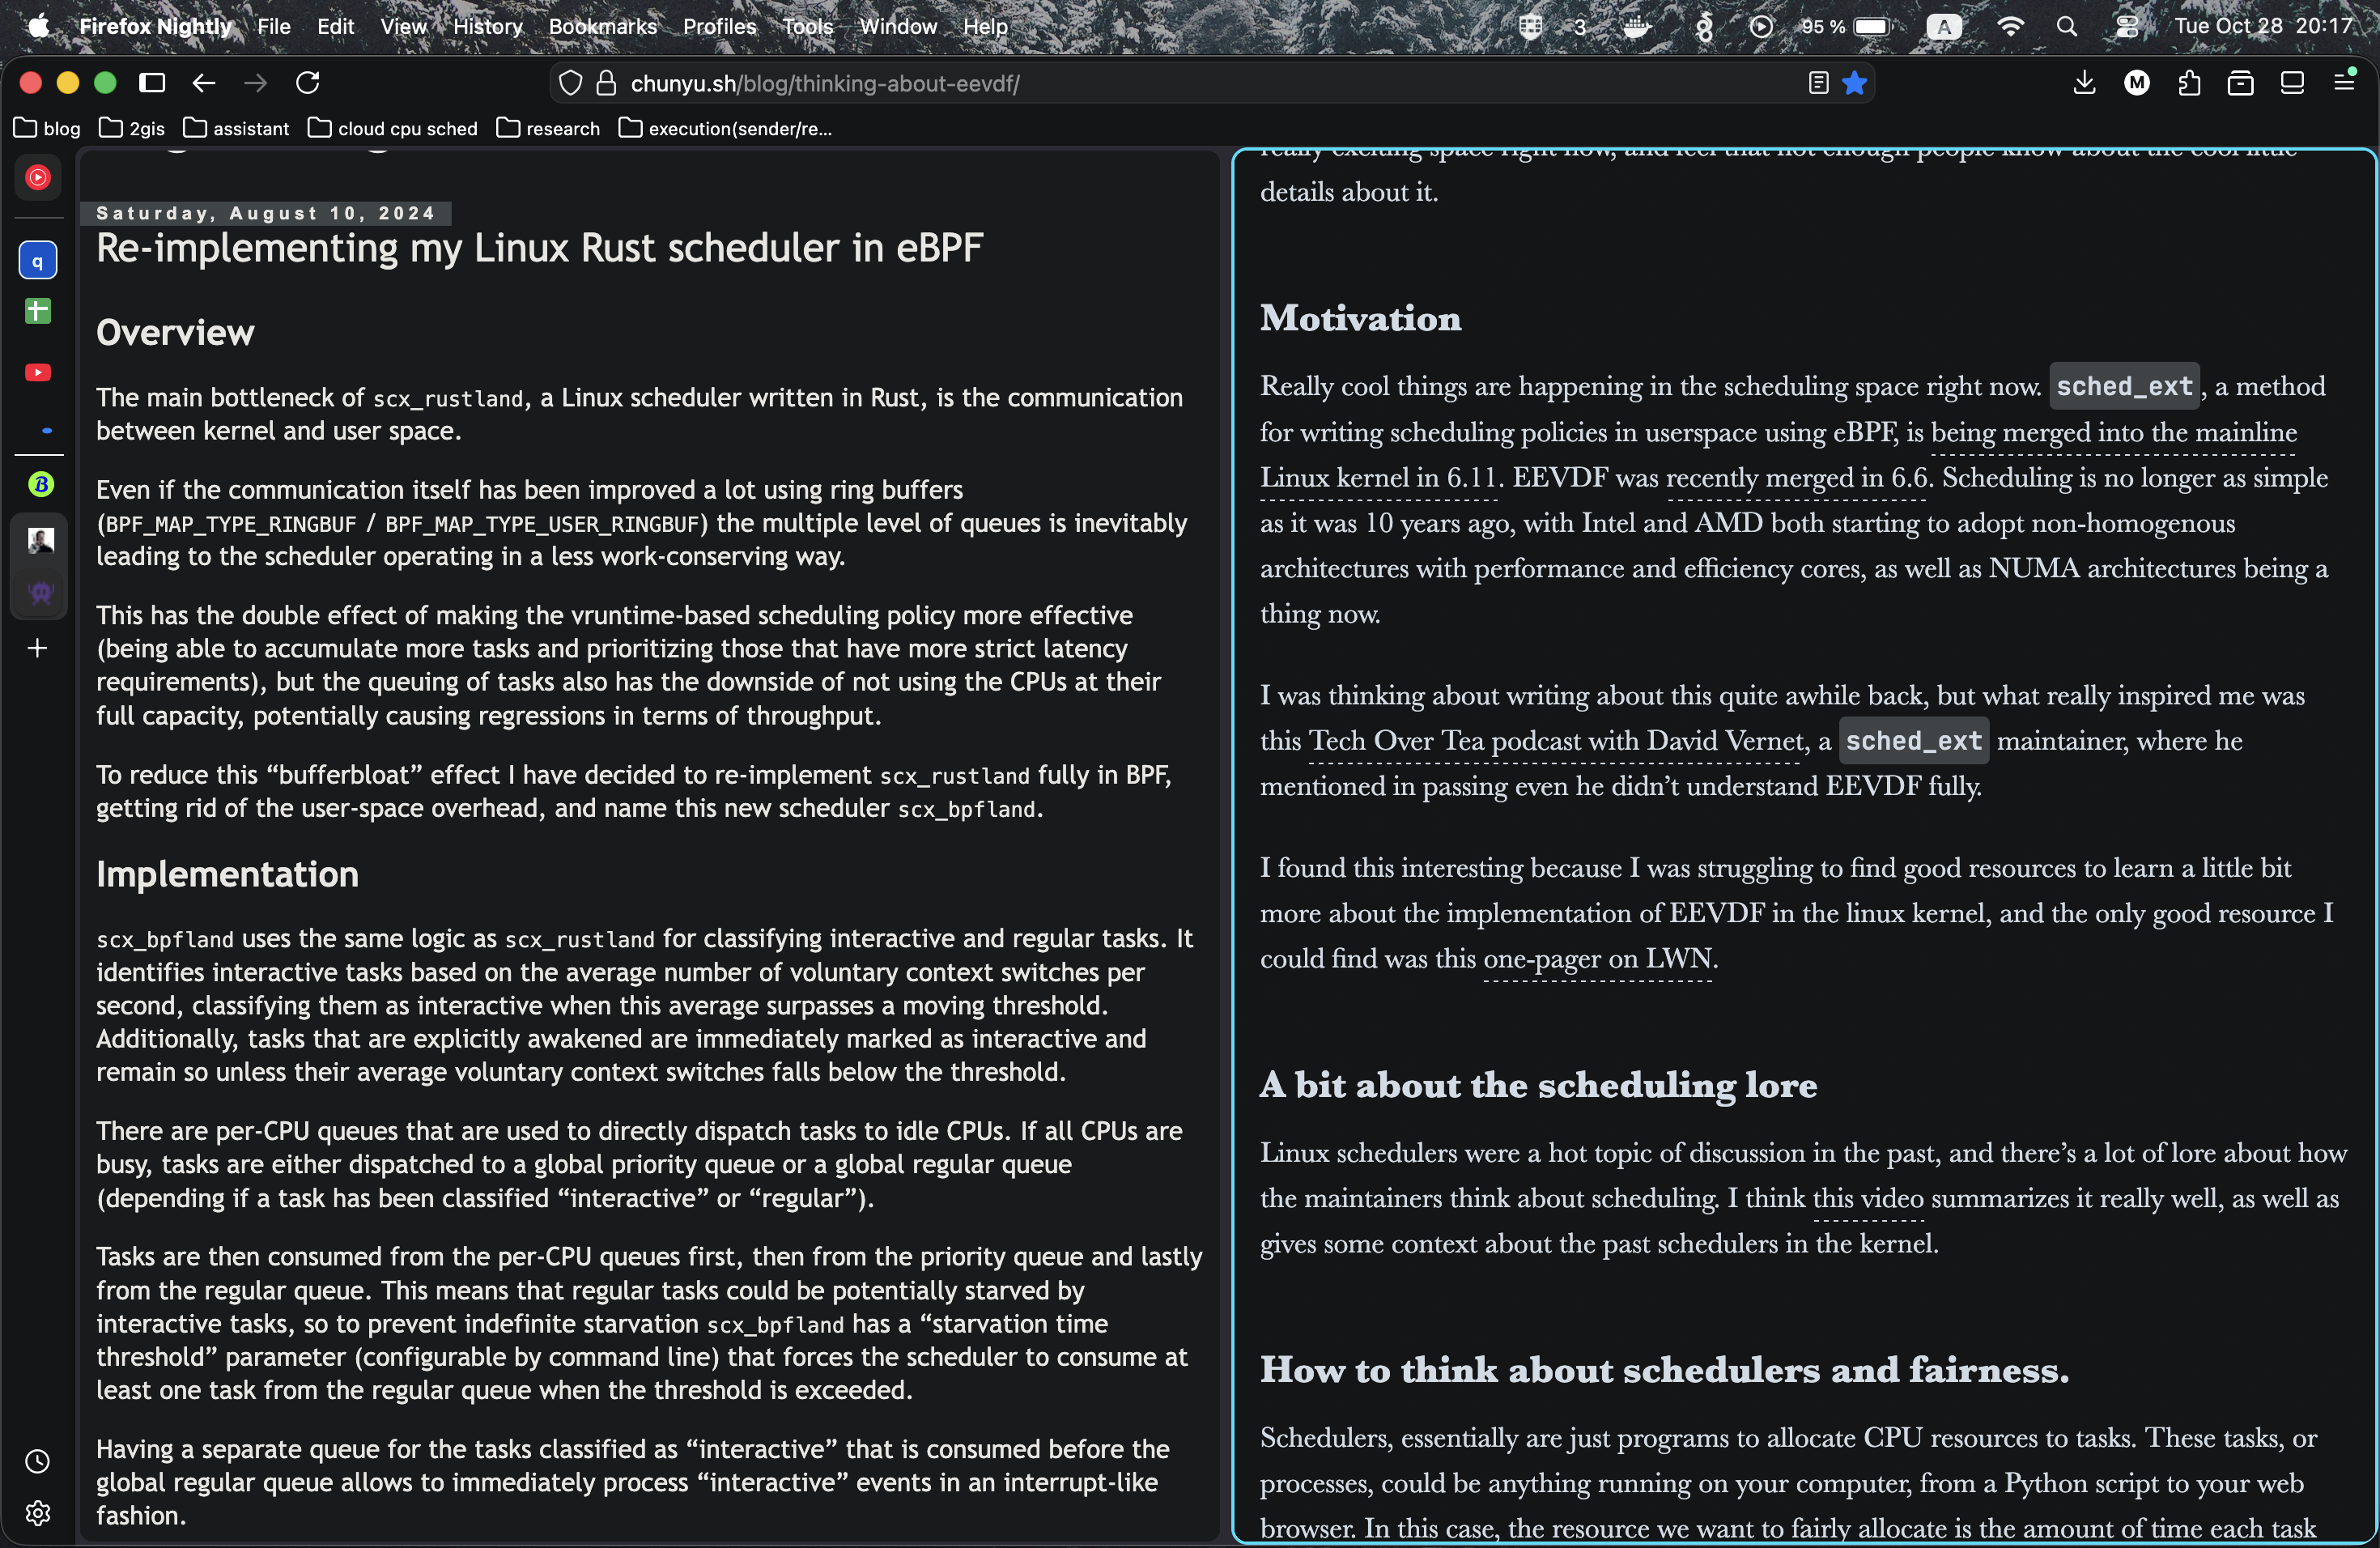 Firefox Nightly File Edit View History Bookmarks Profiles Tools Window Help 3 95 % A Tue Oct 28 20:17
chunyu.sh/blog/thinking-about-eevdf/
M
blog 2gis assistant cloud cpu sched research execution(sender/re...
q
B
Saturday, August 10, 2024
Re-implementing my Linux Rust scheduler in eBPF
Overview
The main bottleneck of scx_rustland, a Linux scheduler written in Rust, is the communication
between kernel and user space.
Even if the communication itself has been improved a lot using ring buffers
(BPF_MAP_TYPE_RINGBUF / BPF_MAP_TYPE_USER_RINGBUF) the multiple level of queues is inevitably
leading to the scheduler operating in a less work-conserving way.
This has the double effect of making the vruntime-based scheduling policy more effective
(being able to accumulate more tasks and prioritizing those that have more strict latency
requirements), but the queuing of tasks also has the downside of not using the CPUs at their
full capacity, potentially causing regressions in terms of throughput.
To reduce this “bufferbloat” effect I have decided to re-implement scx_rustland fully in BPF,
getting rid of the user-space overhead, and name this new scheduler scx_bpfland.
Implementation
scx_bpfland uses the same logic as scx_rustland for classifying interactive and regular tasks. It
identifies interactive tasks based on the average number of voluntary context switches per
second, classifying them as interactive when this average surpasses a moving threshold.
Additionally, tasks that are explicitly awakened are immediately marked as interactive and
remain so unless their average voluntary context switches falls below the threshold.
There are per-CPU queues that are used to directly dispatch tasks to idle CPUs. If all CPUs are
busy, tasks are either dispatched to a global priority queue or a global regular queue
(depending if a task has been classified “interactive” or “regular”).
Tasks are then consumed from the per-CPU queues first, then from the priority queue and lastly
from the regular queue. This means that regular tasks could be potentially starved by
interactive tasks, so to prevent indefinite starvation scx_bpfland has a “starvation time
threshold” parameter (configurable by command line) that forces the scheduler to consume at
least one task from the regular queue when the threshold is exceeded.
Having a separate queue for the tasks classified as “interactive” that is consumed before the
global regular queue allows to immediately process “interactive” events in an interrupt-like
fashion.
really exciting space right now, and feel that not enough people know about the cool little
details about it.
Motivation
Really cool things are happening in the scheduling space right now. sched_ext, a method
for writing scheduling policies in userspace using eBPF, is being merged into the mainline
Linux kernel in 6.11. EEVDF was recently merged in 6.6. Scheduling is no longer as simple
as it was 10 years ago, with Intel and AMD both starting to adopt non-homogenous
architectures with performance and efficiency cores, as well as NUMA architectures being a
thing now.
I was thinking about writing about this quite awhile back, but what really inspired me was
this Tech Over Tea podcast with David Vernet, a sched_ext maintainer, where he
mentioned in passing even he didn’t understand EEVDF fully.
I found this interesting because I was struggling to find good resources to learn a little bit
more about the implementation of EEVDF in the linux kernel, and the only good resource I
could find was this one-pager on LWN.
A bit about the scheduling lore
Linux schedulers were a hot topic of discussion in the past, and there’s a lot of lore about how
the maintainers think about scheduling. I think this video summarizes it really well, as well as
gives some context about the past schedulers in the kernel.
How to think about schedulers and fairness.
Schedulers, essentially are just programs to allocate CPU resources to tasks. These tasks, or
processes, could be anything running on your computer, from a Python script to your web
browser. In this case, the resource we want to fairly allocate is the amount of time each task